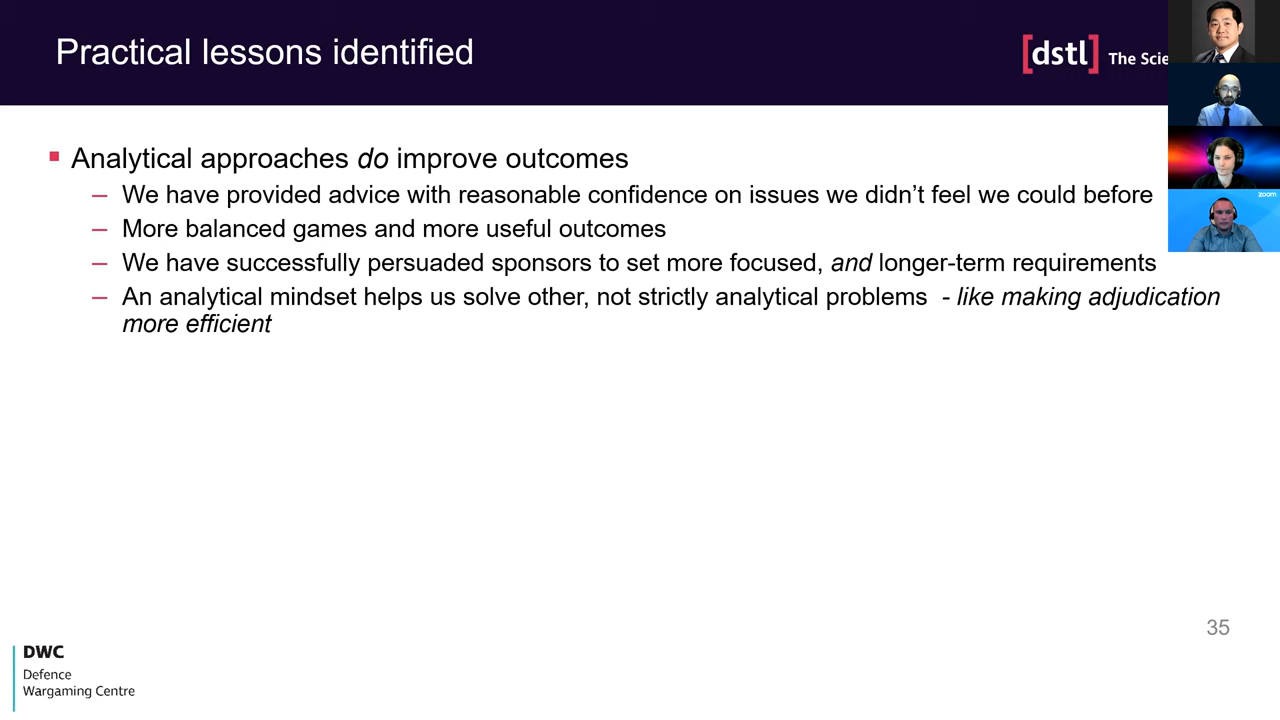 Practical lessons identified
[dstl] The Scie
zoom
▪ Analytical approaches do improve outcomes
– We have provided advice with reasonable confidence on issues we didn’t feel we could before
– More balanced games and more useful outcomes
– We have successfully persuaded sponsors to set more focused, and longer-term requirements
– An analytical mindset helps us solve other, not strictly analytical problems - like making adjudication
more efficient
35
DWC
Defence
Wargaming Centre